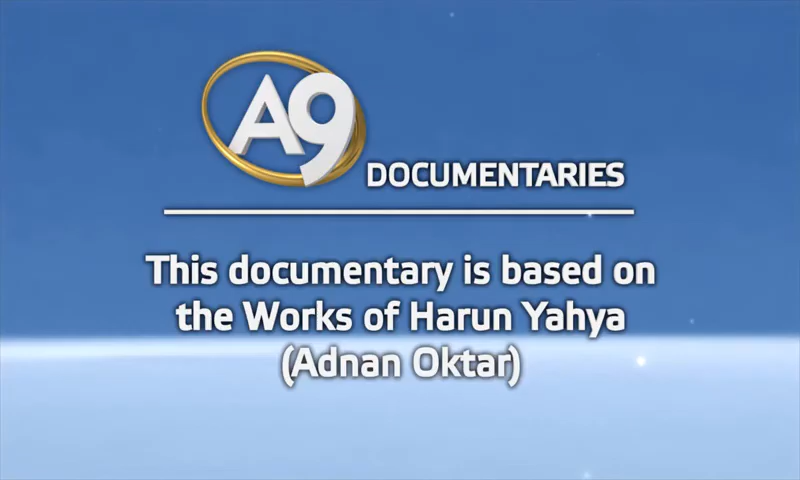 A9
DOCUMENTARIES
This documentary is based on
the Works of Harun Yahya
(Adnan Oktar)